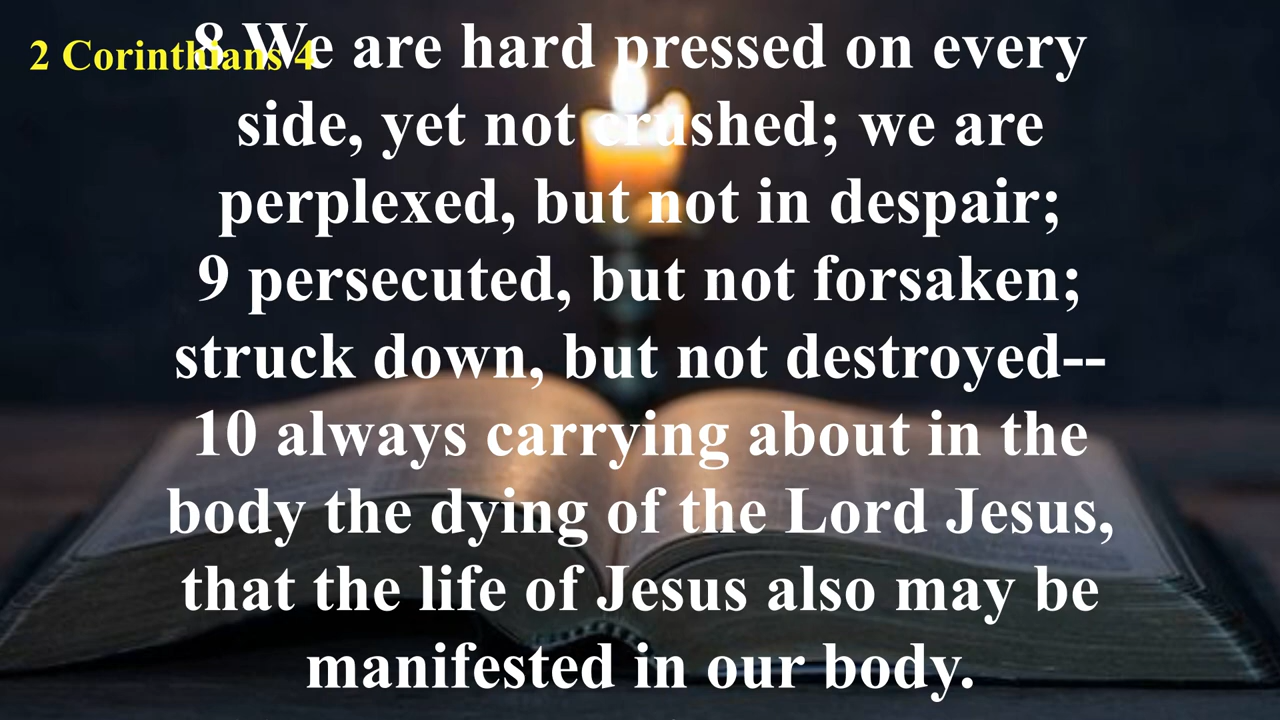 2 Corinthians 4
8 We are hard pressed on every
side, yet not crushed; we are
perplexed, but not in despair;
9 persecuted, but not forsaken;
struck down, but not destroyed--
10 always carrying about in the
body the dying of the Lord Jesus,
that the life of Jesus also may be
manifested in our body.